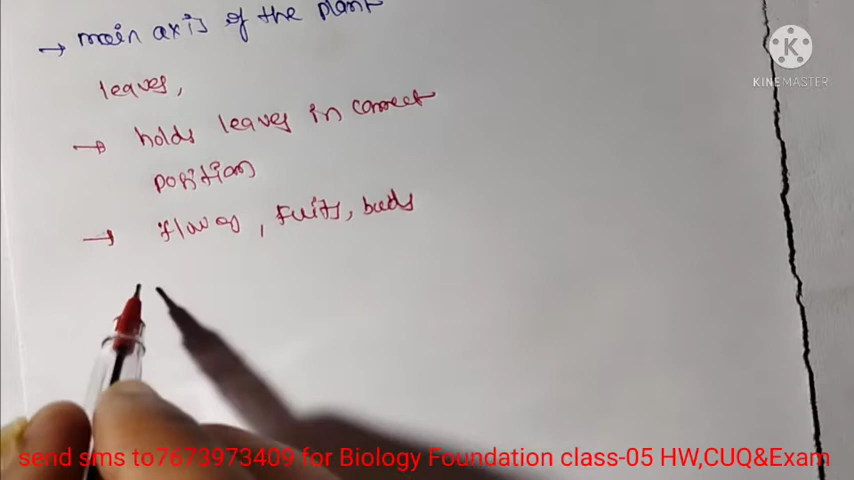 → main axis of the plant
leaves,
→ holds leaves in correct
position
→ flowers, Fruits, buds
KINEMASTER
send sms to7673973409 for Biology Foundation class-05 HW,CUQ&Exam